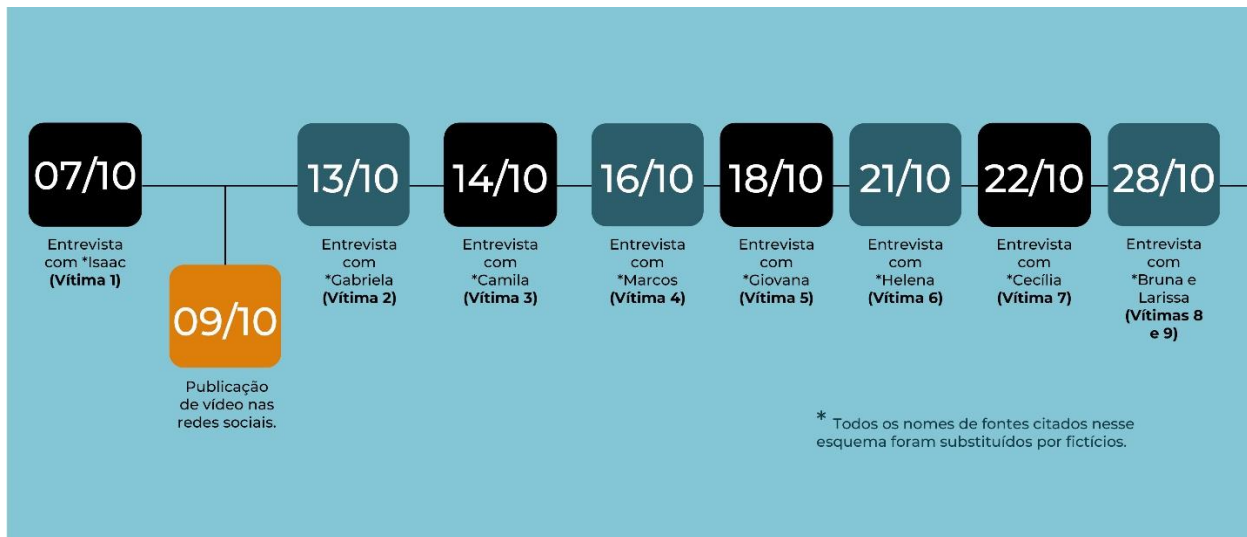 07/10
Entrevista
com *Isaac
(Vítima 1)
09/10
Publicação
de vídeo nas
redes sociais.
13/10
Entrevista
com
*Gabriela
(Vítima 2)
14/10
Entrevista
com
*Camila
(Vítima 3)
16/10
Entrevista
com
*Marcos
(Vítima 4)
18/10
Entrevista
com
*Giovana
(Vítima 5)
21/10
Entrevista
com
*Helena
(Vítima 6)
22/10
Entrevista
com
*Cecília
(Vítima 7)
28/10
Entrevista
com
*Bruna e
Larissa
(Vítimas 8
e 9)
* Todos os nomes de fontes citados nesse
esquema foram substituídos por fictícios.